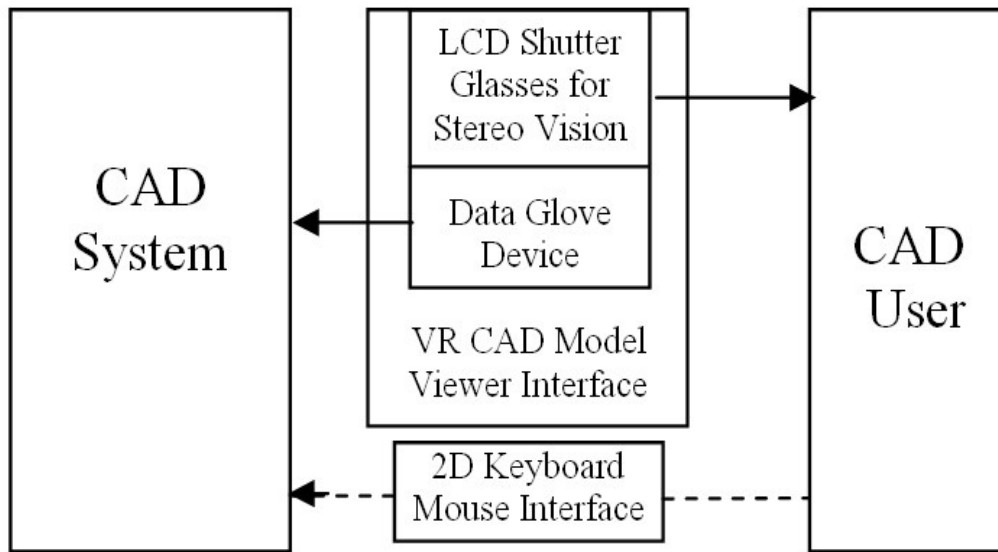 CAD
System
LCD Shutter
Glasses for
Stereo Vision
Data Glove
Device
VR CAD Model
Viewer Interface
2D Keyboard
Mouse Interface
CAD
User